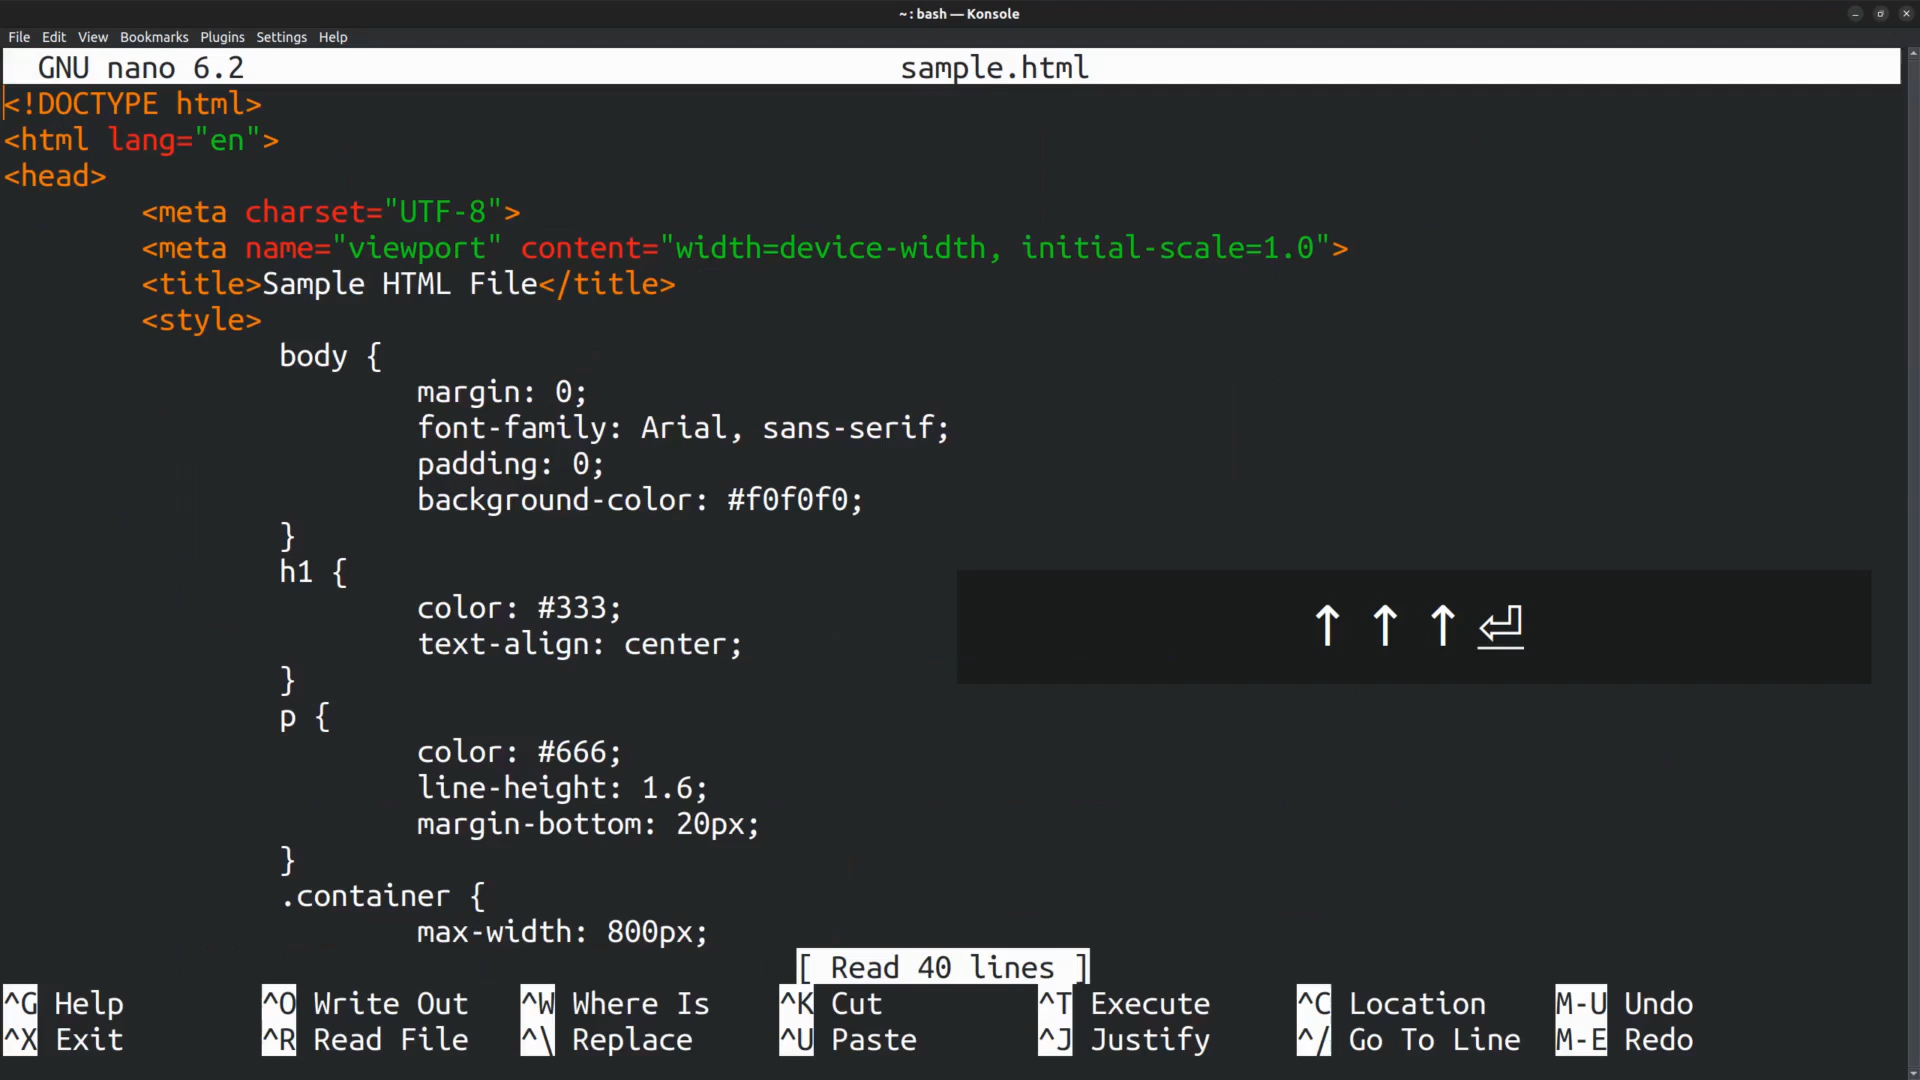 ~ : bash — Konsole
File Edit View Bookmarks Plugins Settings Help
GNU nano 6.2 sample.html
<!DOCTYPE html>
<html lang="en">
<head>
<meta charset="UTF-8">
<meta name="viewport" content="width=device-width, initial-scale=1.0">
<title>Sample HTML File</title>
<style>
body {
margin: 0;
font-family: Arial, sans-serif;
padding: 0;
background-color: #f0f0f0;
}
h1 {
color: #333;
text-align: center;
}
p {
color: #666;
line-height: 1.6;
margin-bottom: 20px;
}
.container {
max-width: 800px;
↑ ↑ ↑ ⏎
[ Read 40 lines ]
^G Help ^O Write Out ^W Where Is ^K Cut ^T Execute ^C Location M-U Undo
^X Exit ^R Read File ^\ Replace ^U Paste ^J Justify ^/ Go To Line M-E Redo